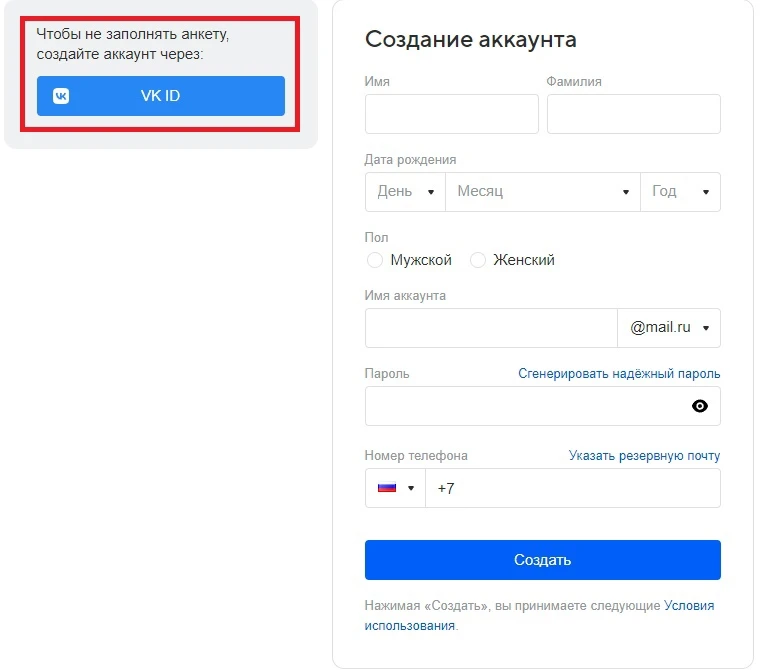 Чтобы не заполнять анкету,
создайте аккаунт через:
VK ID
Создание аккаунта
Имя Фамилия
Дата рождения
День Месяц Год
Пол
Мужской Женский
Имя аккаунта
@mail.ru
Пароль Сгенерировать надёжный пароль
Номер телефона Указать резервную почту
+7
Создать
Нажимая «Создать», вы принимаете следующие Условия
использования.